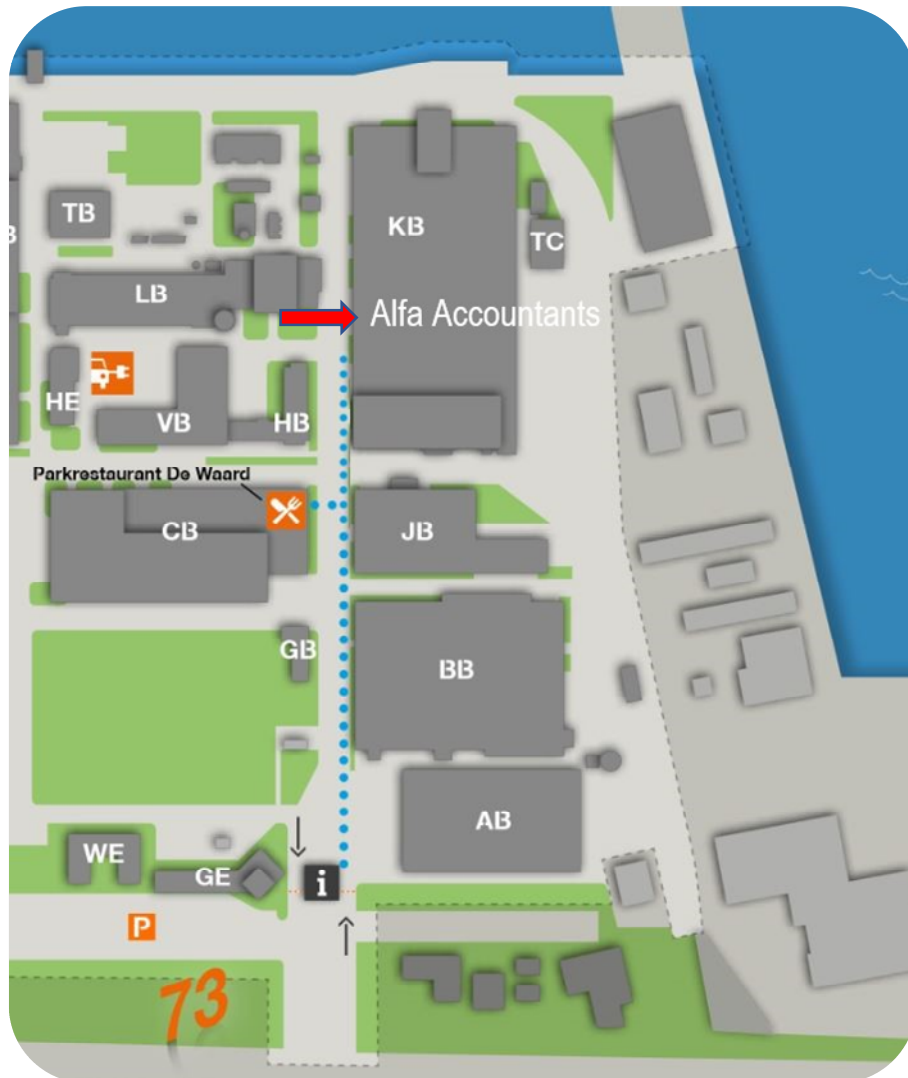 KB
TB
B
TC
LB
Alfa Accountants
HE
VB
HB
Parkrestaurant De Waard
CB
JB
GB
BB
AB
WE
GE
i
P
73